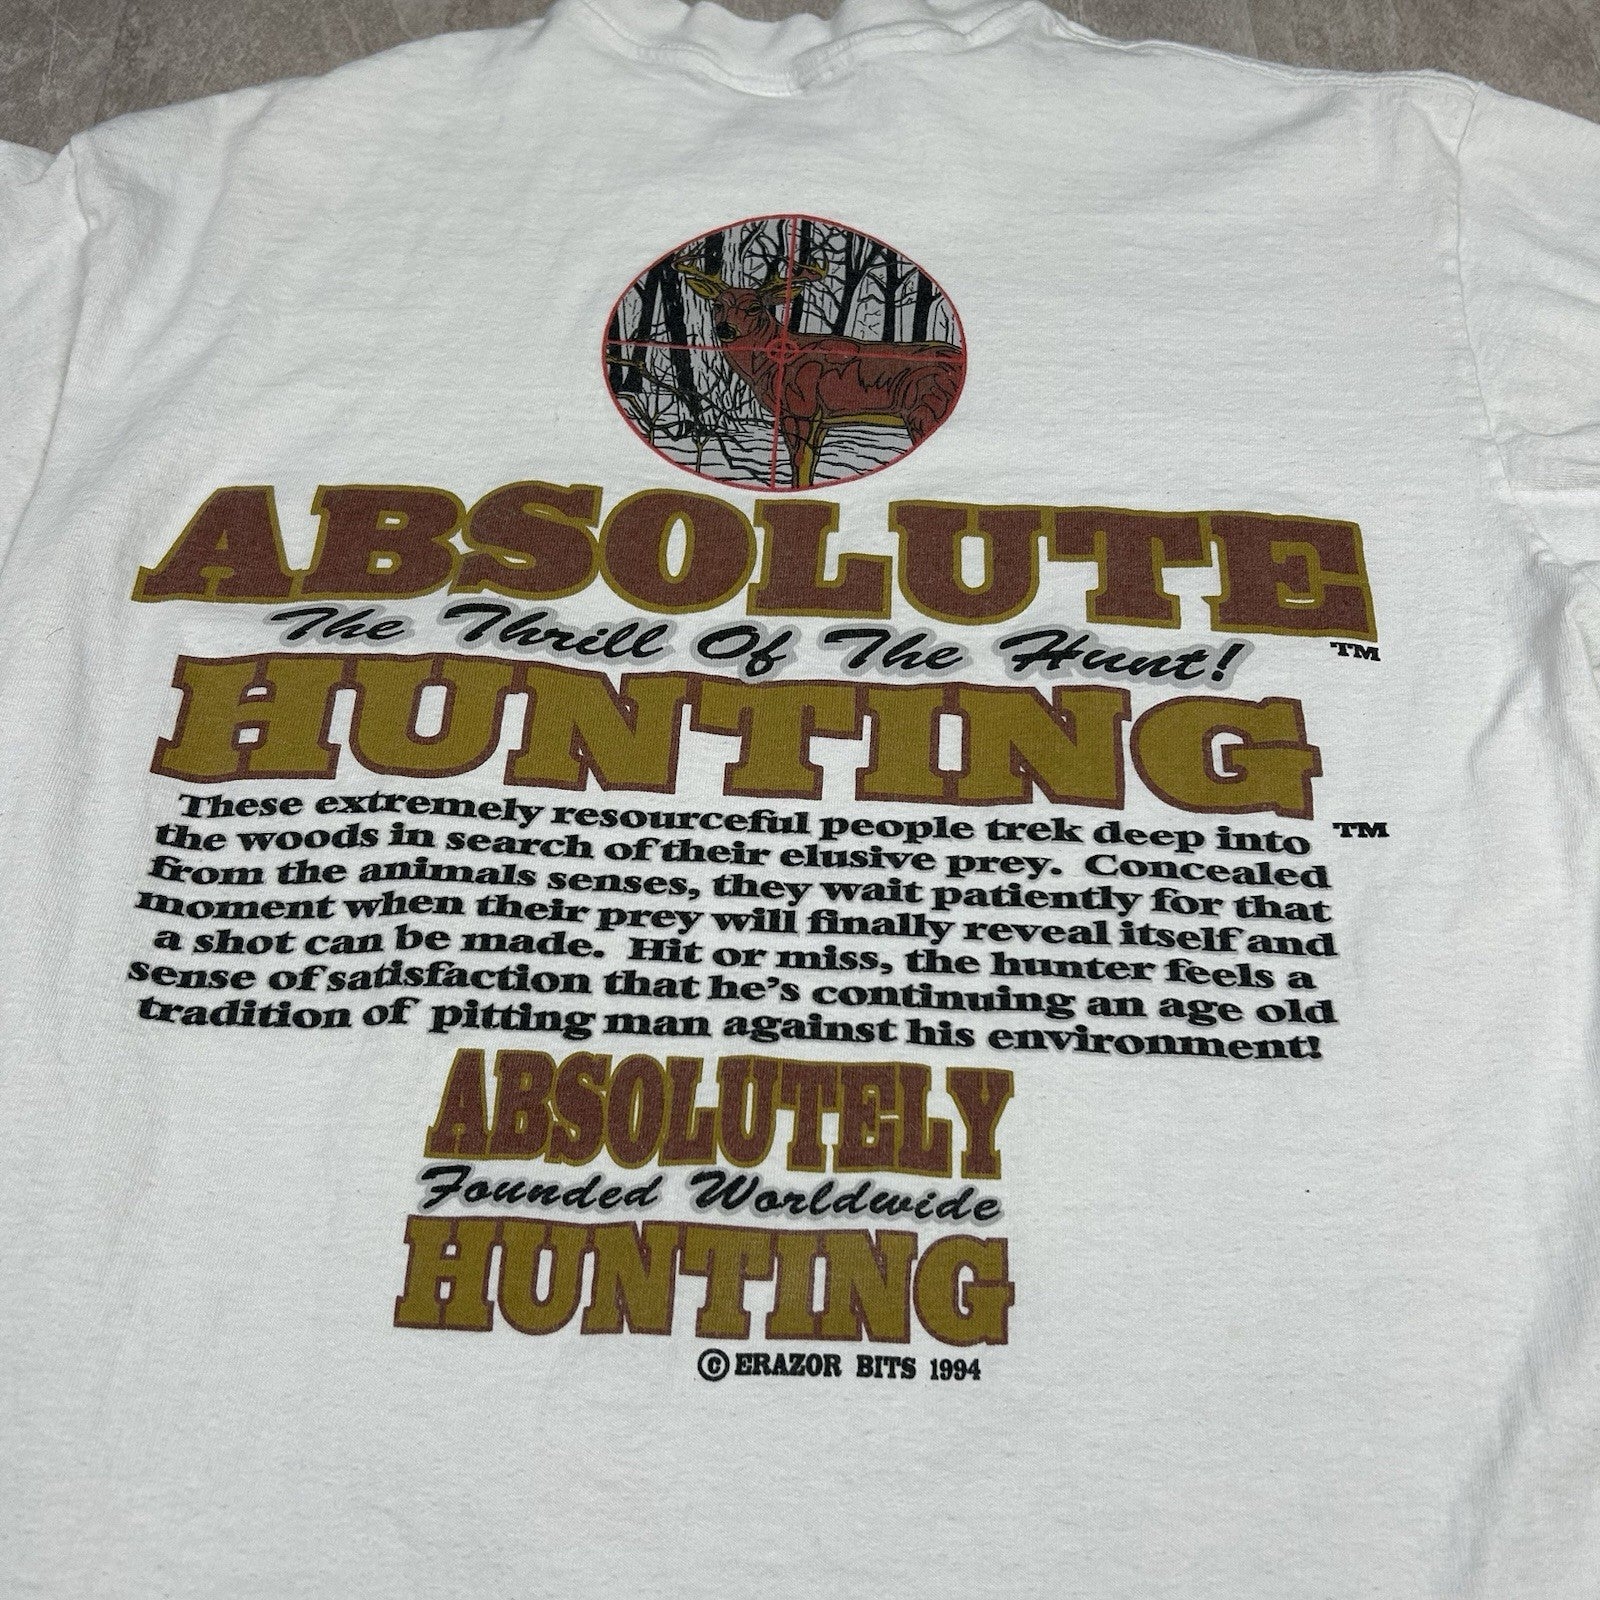 ABSOLUTE ™
The Thrill Of The Hunt!
HUNTING ™
These extremely resourceful people trek deep into
the woods in search of their elusive prey. Concealed
from the animals senses, they wait patiently for that
moment when their prey will finally reveal itself and
a shot can be made. Hit or miss, the hunter feels a
sense of satisfaction that he's continuing an age old
tradition of pitting man against his environment!
ABSOLUTELY
Founded Worldwide
HUNTING
© ERAZOR BITS 1994